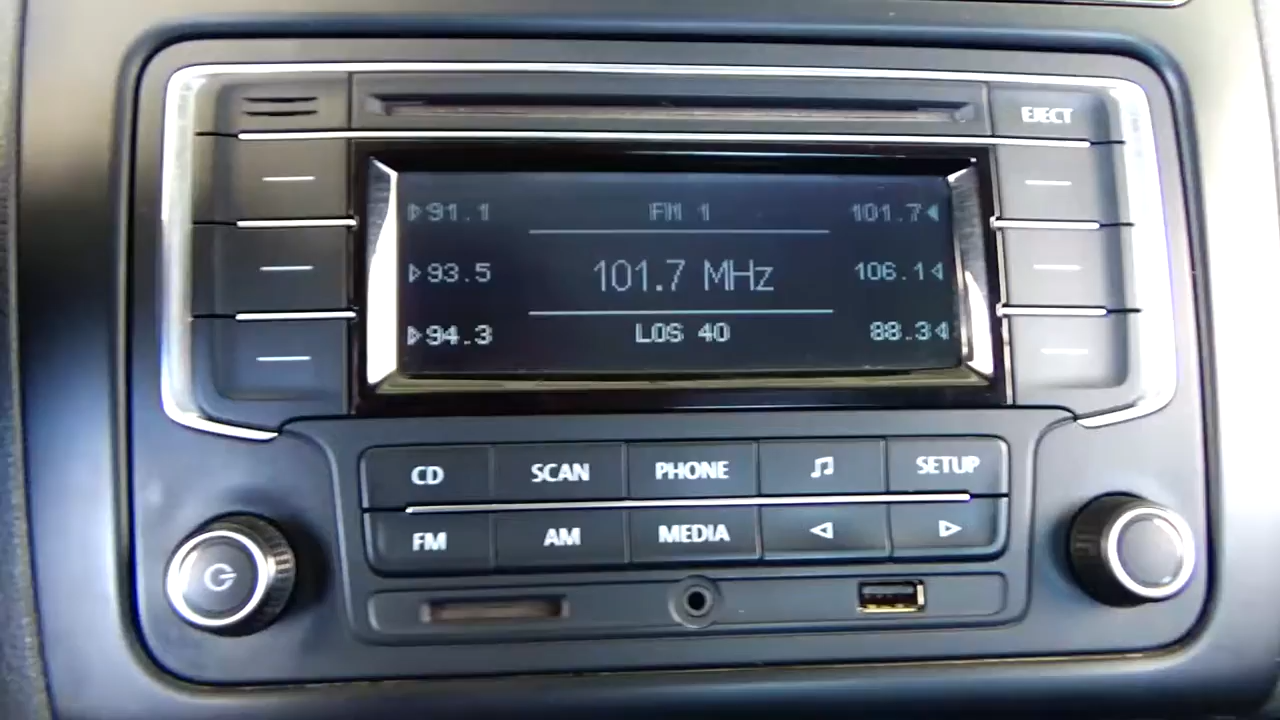 EJECT
91.1 FM 1 101.7
93.5 101.7 MHz 106.1
94.3 LOS 40 88.3
CD SCAN PHONE SETUP
FM AM MEDIA